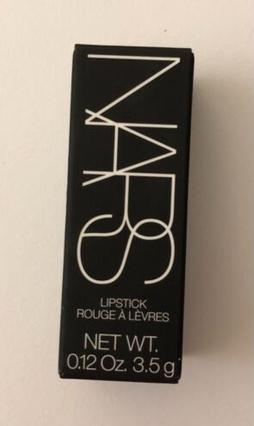 NARS
LIPSTICK
ROUGE À LÈVRES
NET WT.
0.12 Oz. 3.5 g